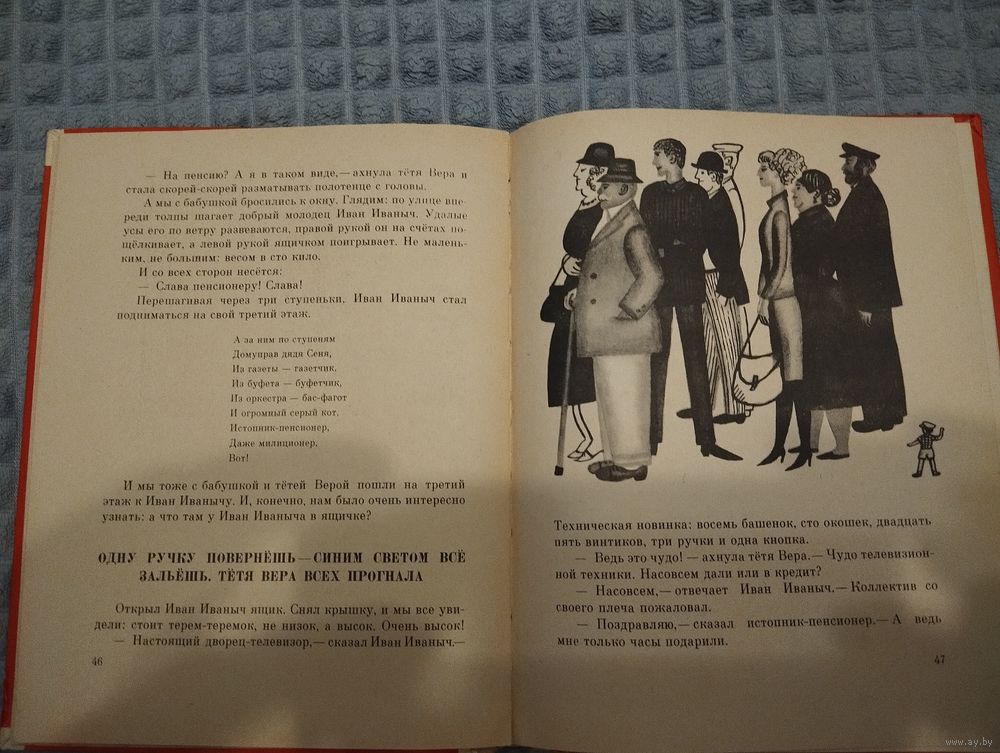 — На пенсию? А я в таком виде,— ахнула тётя Вера и
стала скорей-скорей разматывать полотенце с головы.
А мы с бабушкой бросились к окну. Глядим: по улице впе-
реди толпы шагает добрый молодец Иван Иваныч. Удалые
усы его по ветру развеваются, правой рукой он на счётах по-
щёлкивает, а левой рукой ящичком поигрывает. Не малень-
ким, не большим: весом в сто кило.
И со всех сторон несётся:
— Слава пенсионеру! Слава!
Перешагивая через три ступеньки, Иван Иваныч стал
подниматься на свой третий этаж.
А за ним по ступеням
Домуправ дядя Сеня,
Из газеты — газетчик,
Из буфета — буфетчик,
Из оркестра — бас-фагот
И огромный серый кот,
Истопник-пенсионер,
Даже милиционер,
Вот!
И мы тоже с бабушкой и тётей Верой пошли на третий
этаж к Иван Иванычу. И, конечно, нам было очень интересно
узнать: а что там у Иван Иваныча в ящичке?
ОДНУ РУЧКУ ПОВЕРНЁШЬ — СИНИМ СВЕТОМ ВСЁ
ЗАЛЬЁШЬ. ТЁТЯ ВЕРА ВСЕХ ПРОГНАЛА
Открыл Иван Иваныч ящик. Снял крышку, и мы все уви-
дели: стоит терем-теремок, не низок, а высок. Очень высок!
— Настоящий дворец-телевизор,— сказал Иван Иваныч.—
46
Техническая новинка: восемь башенок, сто окошек, двадцать
пять винтиков, три ручки и одна кнопка.
— Ведь это чудо! — ахнула тётя Вера.— Чудо телевизион-
ной техники. Насовсем дали или в кредит?
— Насовсем,— отвечает Иван Иваныч.— Коллектив со
своего плеча пожаловал.
— Поздравляю,— сказал истопник-пенсионер.— А ведь
мне только часы подарили.
47
www.ay.by